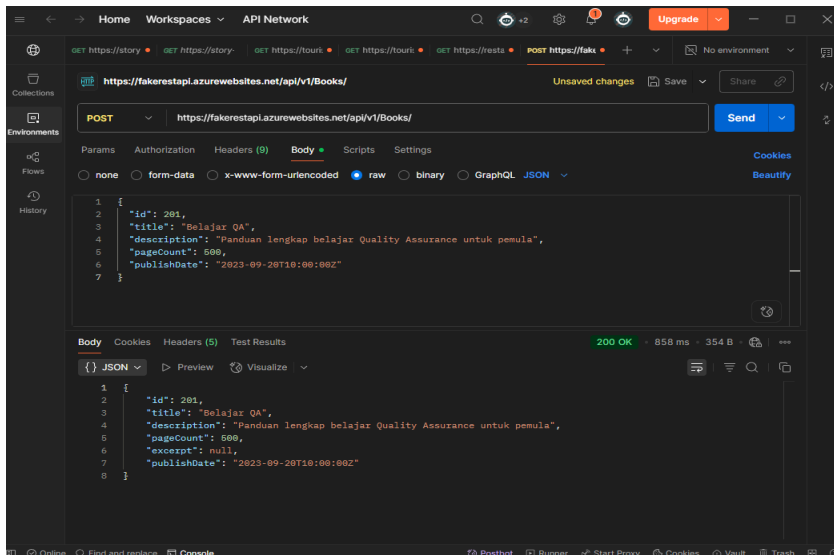 Home Workspaces API Network +2 Upgrade
GET https://story GET https://story- GET https://touri: GET https://touri: GET https://resta POST https://fake No environment
https://fakerestapi.azurewebsites.net/api/v1/Books/ Unsaved changes Save Share
Collections
POST https://fakerestapi.azurewebsites.net/api/v1/Books/ Send
Environments
Params Authorization Headers (9) Body Scripts Settings Cookies
Flows
none form-data x-www-form-urlencoded raw binary GraphQL JSON Beautify
History
1 {
2 "id": 201,
3 "title": "Belajar QA",
4 "description": "Panduan lengkap belajar Quality Assurance untuk pemula",
5 "pageCount": 500,
6 "publishDate": "2023-09-20T10:00:00Z"
7 }
Body Cookies Headers (5) Test Results 200 OK 858 ms 354 B
{} JSON Preview Visualize
1 {
2 "id": 201,
3 "title": "Belajar QA",
4 "description": "Panduan lengkap belajar Quality Assurance untuk pemula",
5 "pageCount": 500,
6 "excerpt": null,
7 "publishDate": "2023-09-20T10:00:00Z"
8 }
Online Find and replace Console Postbot Runner Start Proxy Cookies Vault Trash